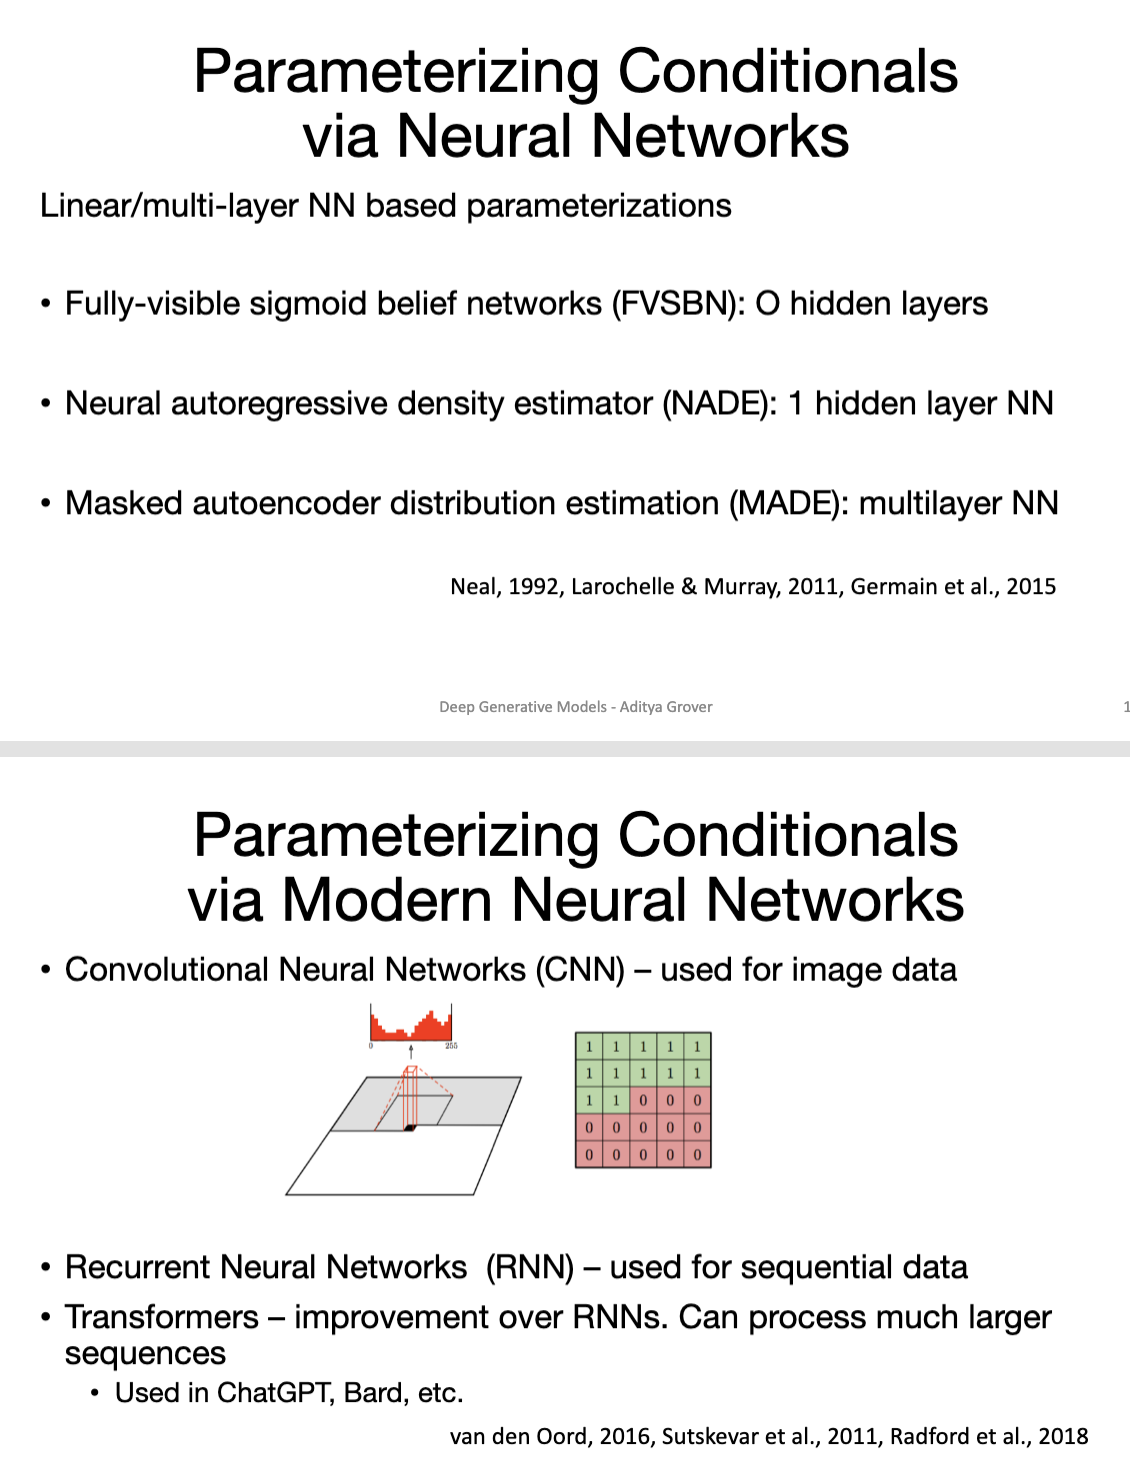 Parameterizing Conditionals
via Neural Networks
Linear/multi-layer NN based parameterizations
• Fully-visible sigmoid belief networks (FVSBN): O hidden layers
• Neural autoregressive density estimator (NADE): 1 hidden layer NN
• Masked autoencoder distribution estimation (MADE): multilayer NN
Neal, 1992, Larochelle & Murray, 2011, Germain et al., 2015
Deep Generative Models - Aditya Grover
1
Parameterizing Conditionals
via Modern Neural Networks
• Convolutional Neural Networks (CNN) – used for image data
0 255
1 1 1 1 1
1 1 1 1 1
1 1 0 0 0
0 0 0 0 0
0 0 0 0 0
• Recurrent Neural Networks (RNN) – used for sequential data
• Transformers – improvement over RNNs. Can process much larger
sequences
• Used in ChatGPT, Bard, etc.
van den Oord, 2016, Sutskevar et al., 2011, Radford et al., 2018